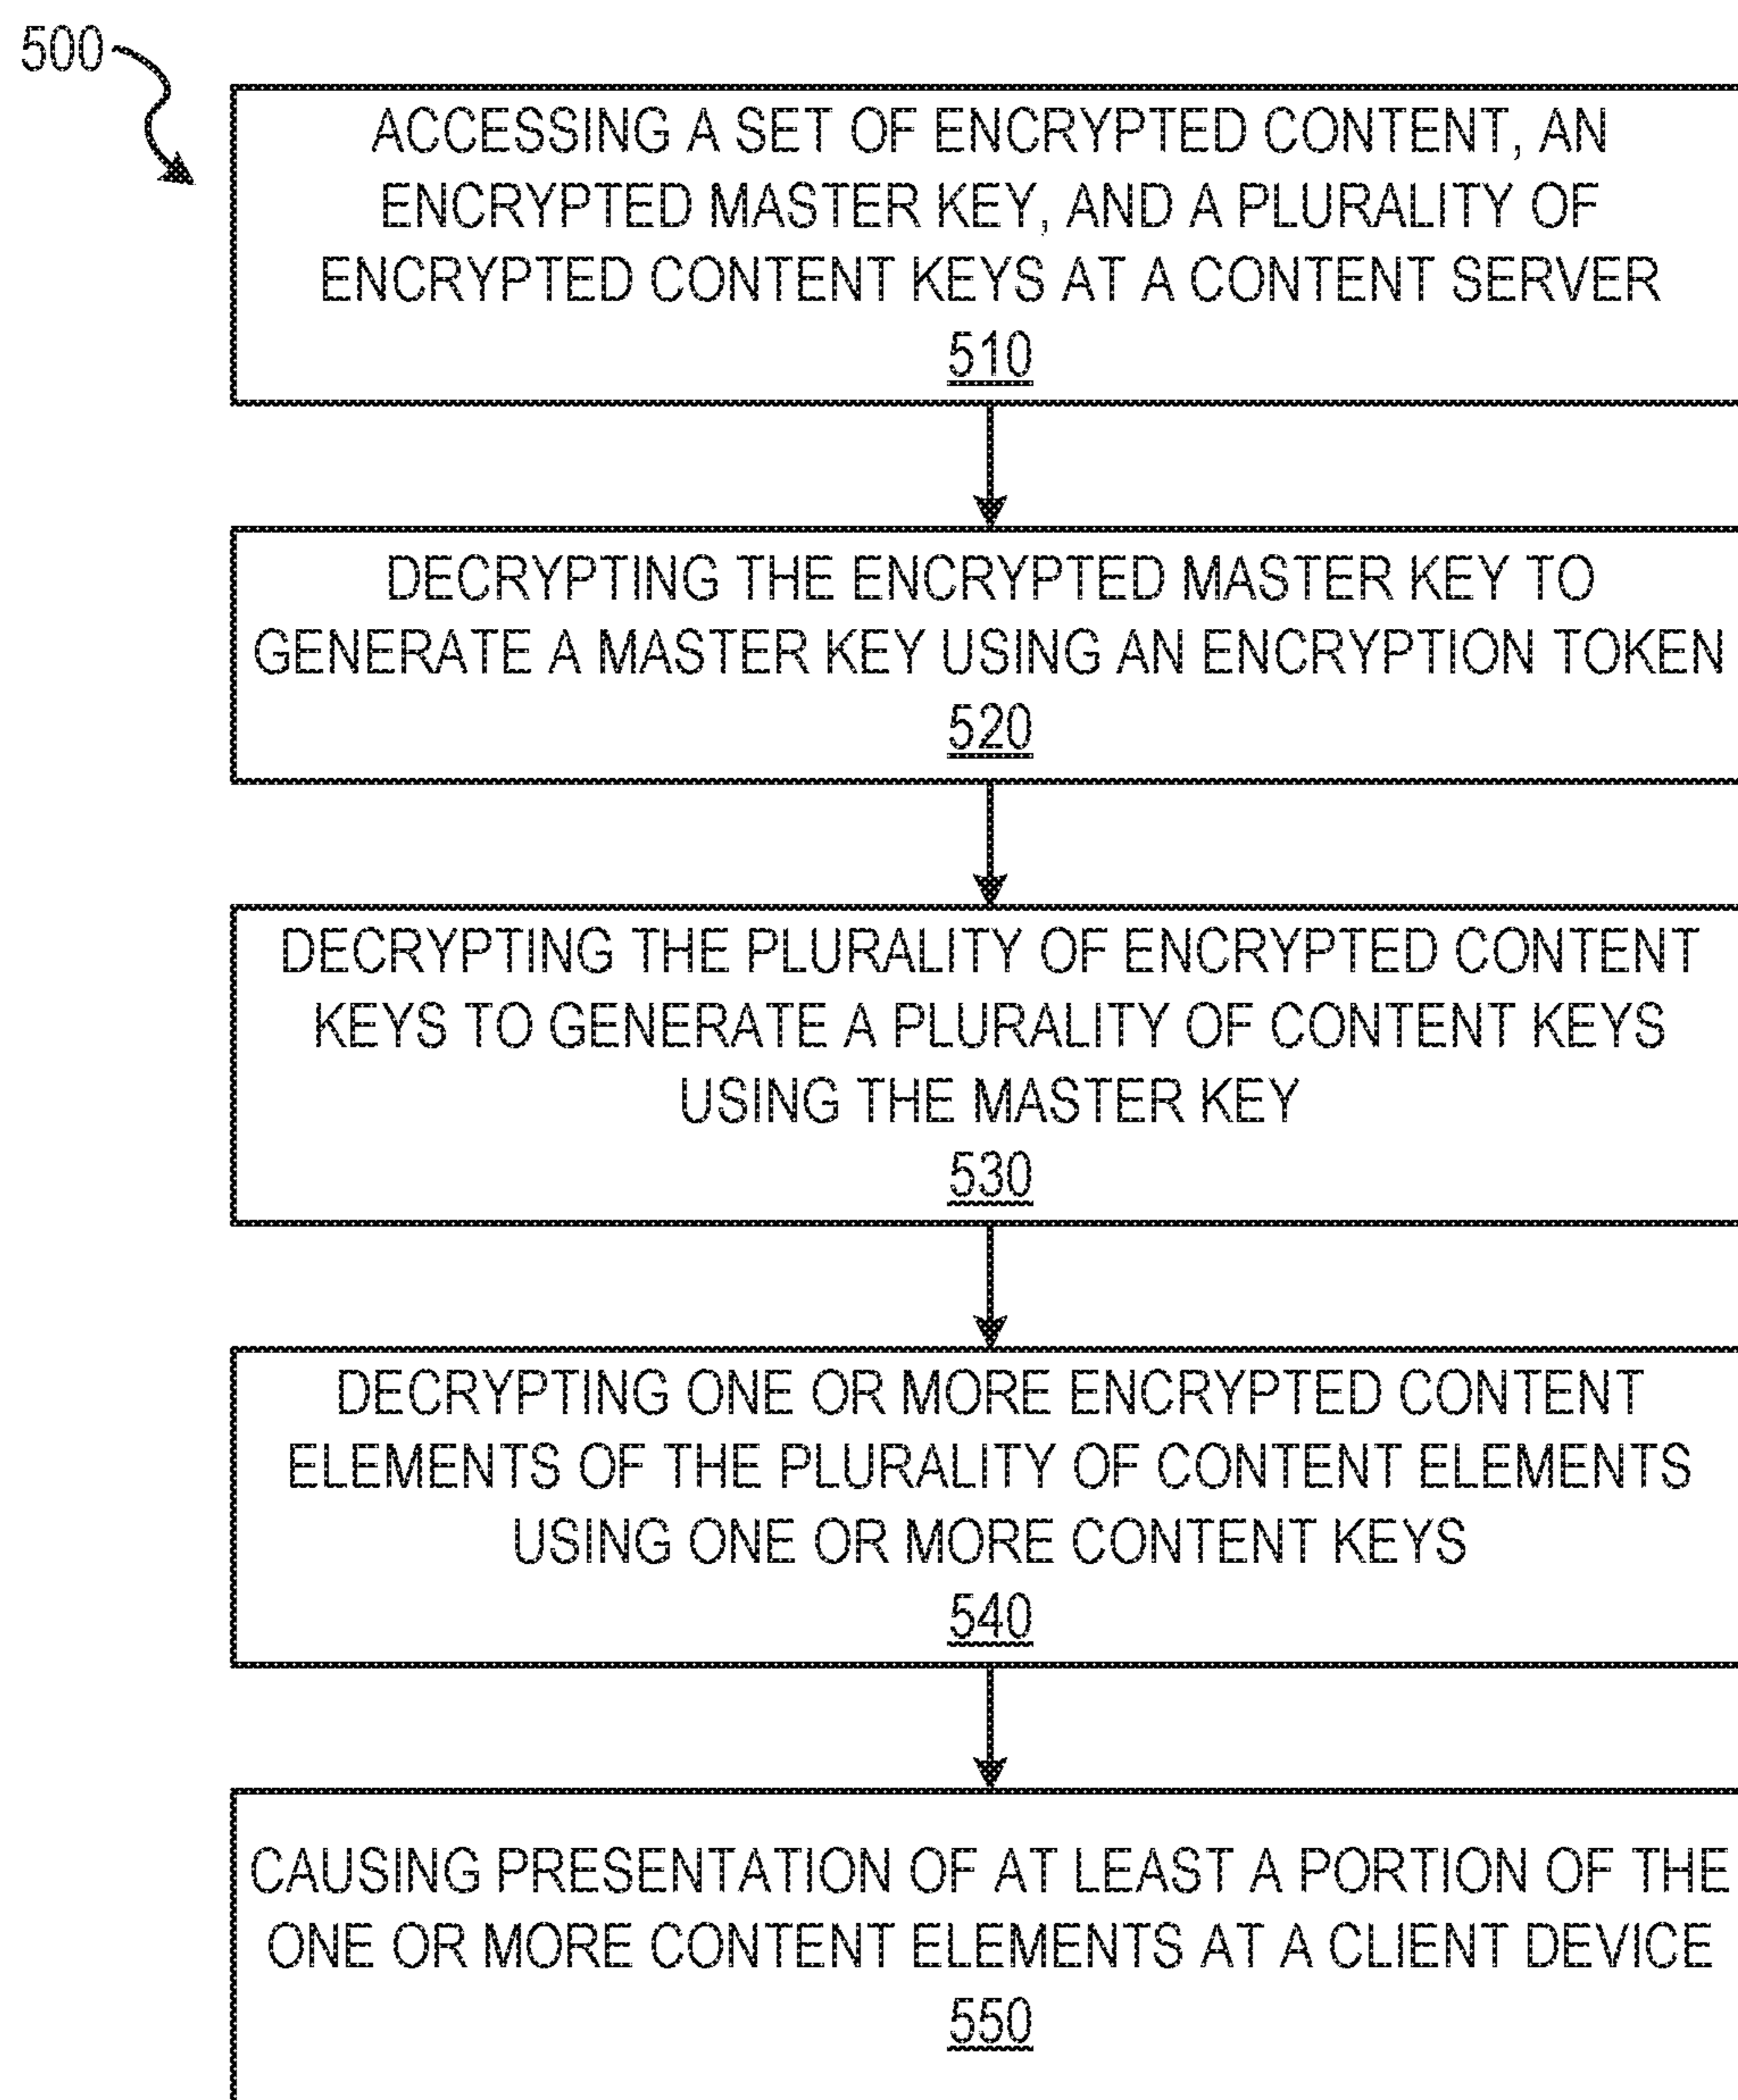 500
ACCESSING A SET OF ENCRYPTED CONTENT, AN
ENCRYPTED MASTER KEY, AND A PLURALITY OF
ENCRYPTED CONTENT KEYS AT A CONTENT SERVER
510
DECRYPTING THE ENCRYPTED MASTER KEY TO
GENERATE A MASTER KEY USING AN ENCRYPTION TOKEN
520
DECRYPTING THE PLURALITY OF ENCRYPTED CONTENT
KEYS TO GENERATE A PLURALITY OF CONTENT KEYS
USING THE MASTER KEY
530
DECRYPTING ONE OR MORE ENCRYPTED CONTENT
ELEMENTS OF THE PLURALITY OF CONTENT ELEMENTS
USING ONE OR MORE CONTENT KEYS
540
CAUSING PRESENTATION OF AT LEAST A PORTION OF THE
ONE OR MORE CONTENT ELEMENTS AT A CLIENT DEVICE
550